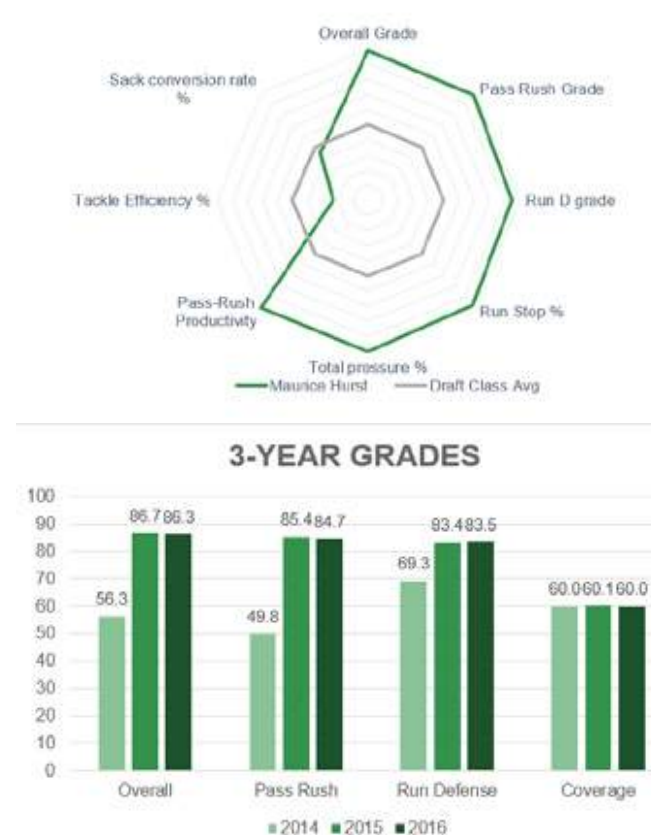 Overall Grade
Sack conversion rate
%
Pass Rush Grade
Tackle Efficiency %
Run D grade
Pass-Rush
Productivity
Run Stop %
Total pressure %
Maurice Hurst
Draft Class Avg
3-YEAR GRADES
100
90
80
70
60
50
40
30
20
10
0
56.3
86.7
86.3
49.8
85.4
84.7
69.3
83.4
83.5
60.0
60.1
60.0
Overall
Pass Rush
Run Defense
Coverage
2014
2015
2016